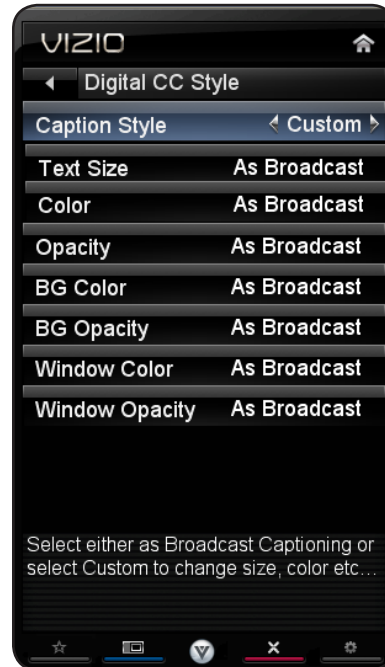 VIZIO
Digital CC Style
Caption Style Custom
Text Size As Broadcast
Color As Broadcast
Opacity As Broadcast
BG Color As Broadcast
BG Opacity As Broadcast
Window Color As Broadcast
Window Opacity As Broadcast
Select either as Broadcast Captioning or
select Custom to change size, color etc...
V